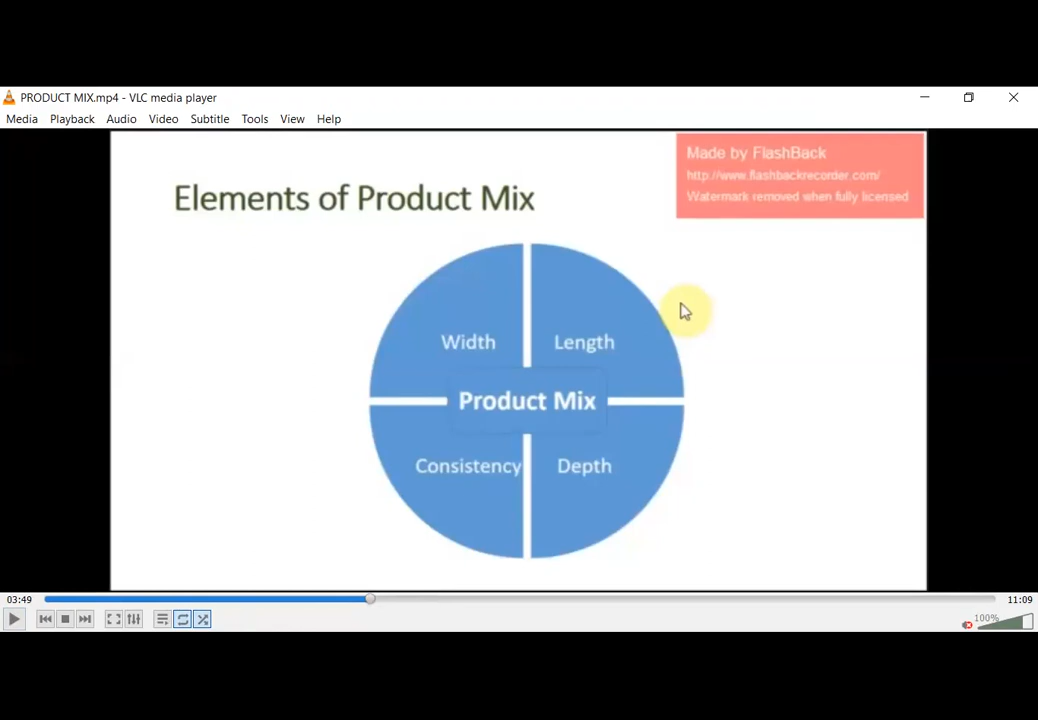 PRODUCT MIX.mp4 - VLC media player
Media Playback Audio Video Subtitle Tools View Help
Made by FlashBack
http://www.flashbackrecorder.com/
Watermark removed when fully licensed
Elements of Product Mix
Width Length
Product Mix
Consistency Depth
03:49 11:09
100%